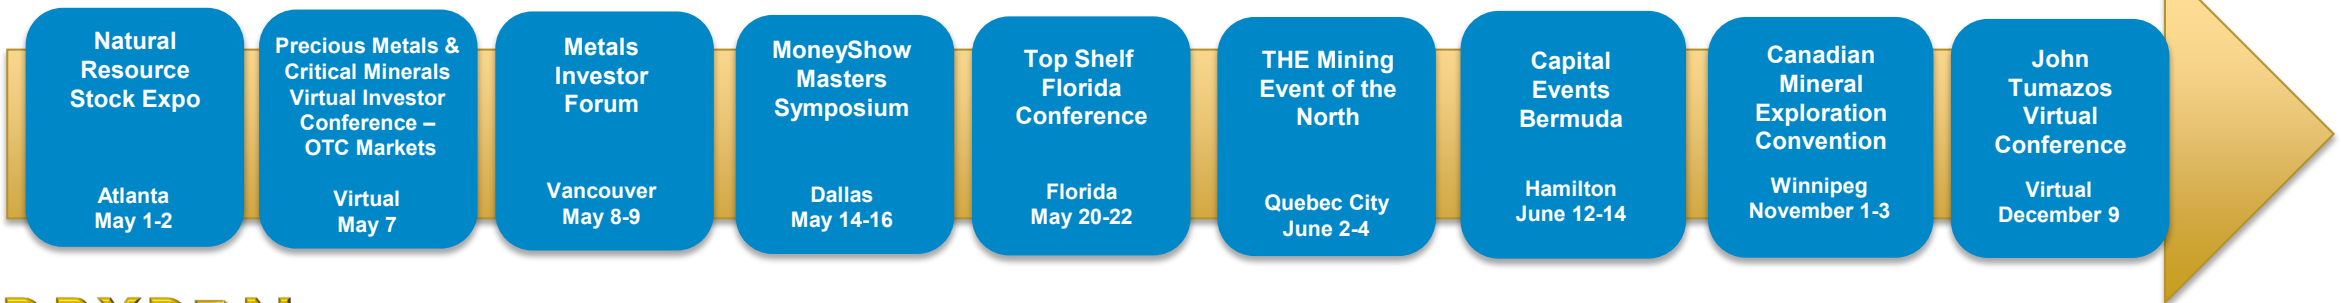 Natural
Resource
Stock Expo
Atlanta
May 1-2
Precious Metals &
Critical Minerals
Virtual Investor
Conference –
OTC Markets
Virtual
May 7
Metals
Investor
Forum
Vancouver
May 8-9
MoneyShow
Masters
Symposium
Dallas
May 14-16
Top Shelf
Florida
Conference
Florida
May 20-22
THE Mining
Event of the
North
Quebec City
June 2-4
Capital
Events
Bermuda
Hamilton
June 12-14
Canadian
Mineral
Exploration
Convention
Winnipeg
November 1-3
John
Tumazos
Virtual
Conference
Virtual
December 9